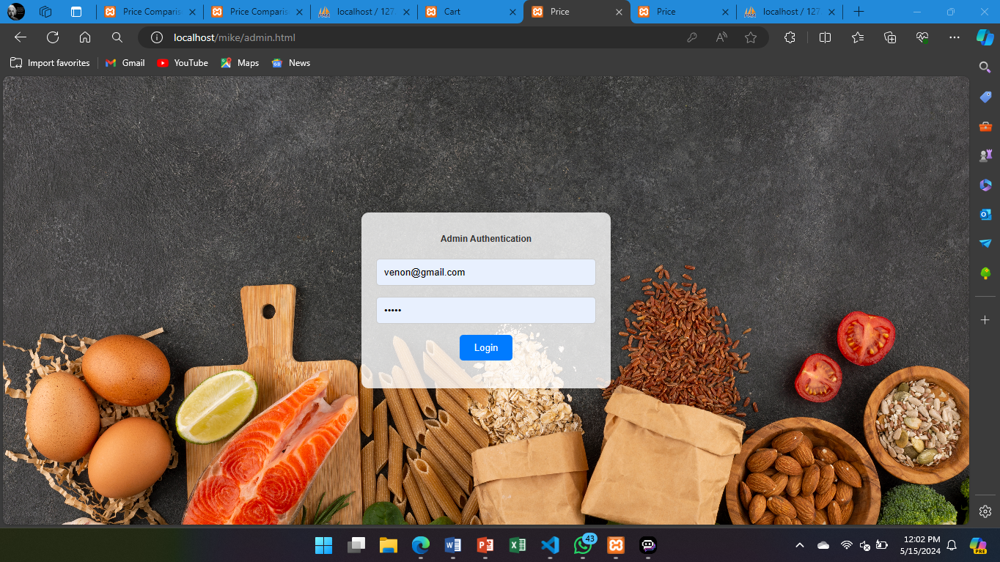 Price Comparis
Price Comparis
localhost / 127
Cart
Price
Price
localhost / 127
localhost/mike/admin.html
Import favorites
Gmail
YouTube
Maps
News
Admin Authentication
venon@gmail.com
•••••
Login
43
12:02 PM
5/15/2024
PRE